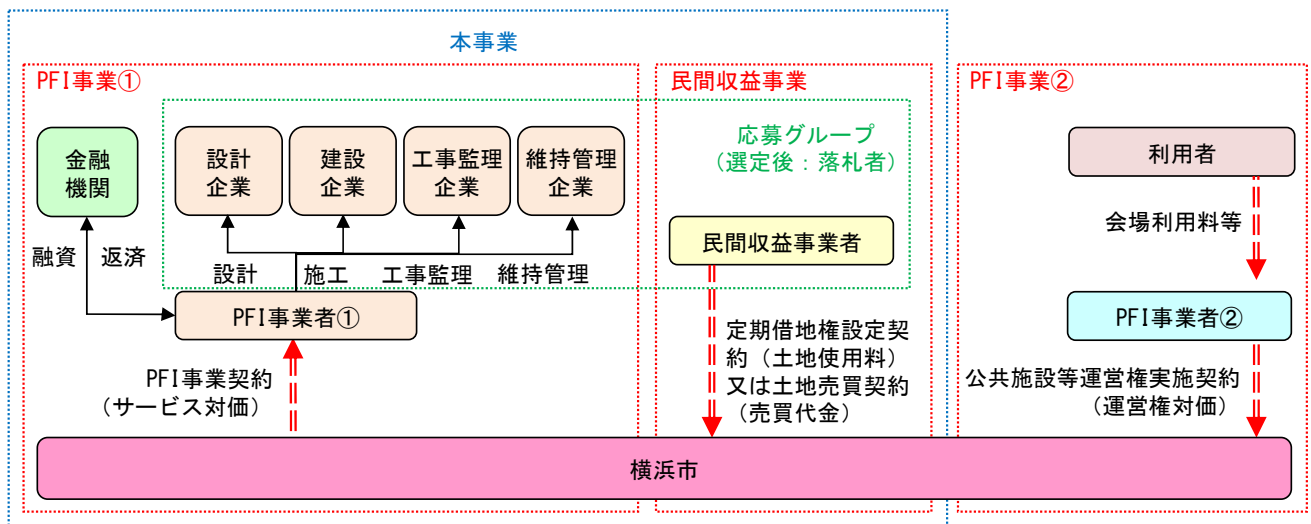 本事業
PFI事業①
民間収益事業
PFI事業②
応募グループ
（選定後：落札者）
金融
機関
設計
企業
建設
企業
工事監理
企業
維持管理
企業
利用者
会場利用料等
民間収益事業者
融資
返済
設計
施工
工事監理
維持管理
PFI事業者①
PFI事業者②
PFI事業契約
（サービス対価）
定期借地権設定契
約（土地使用料）
又は土地売買契約
（売買代金）
公共施設等運営権実施契約
（運営権対価）
横浜市